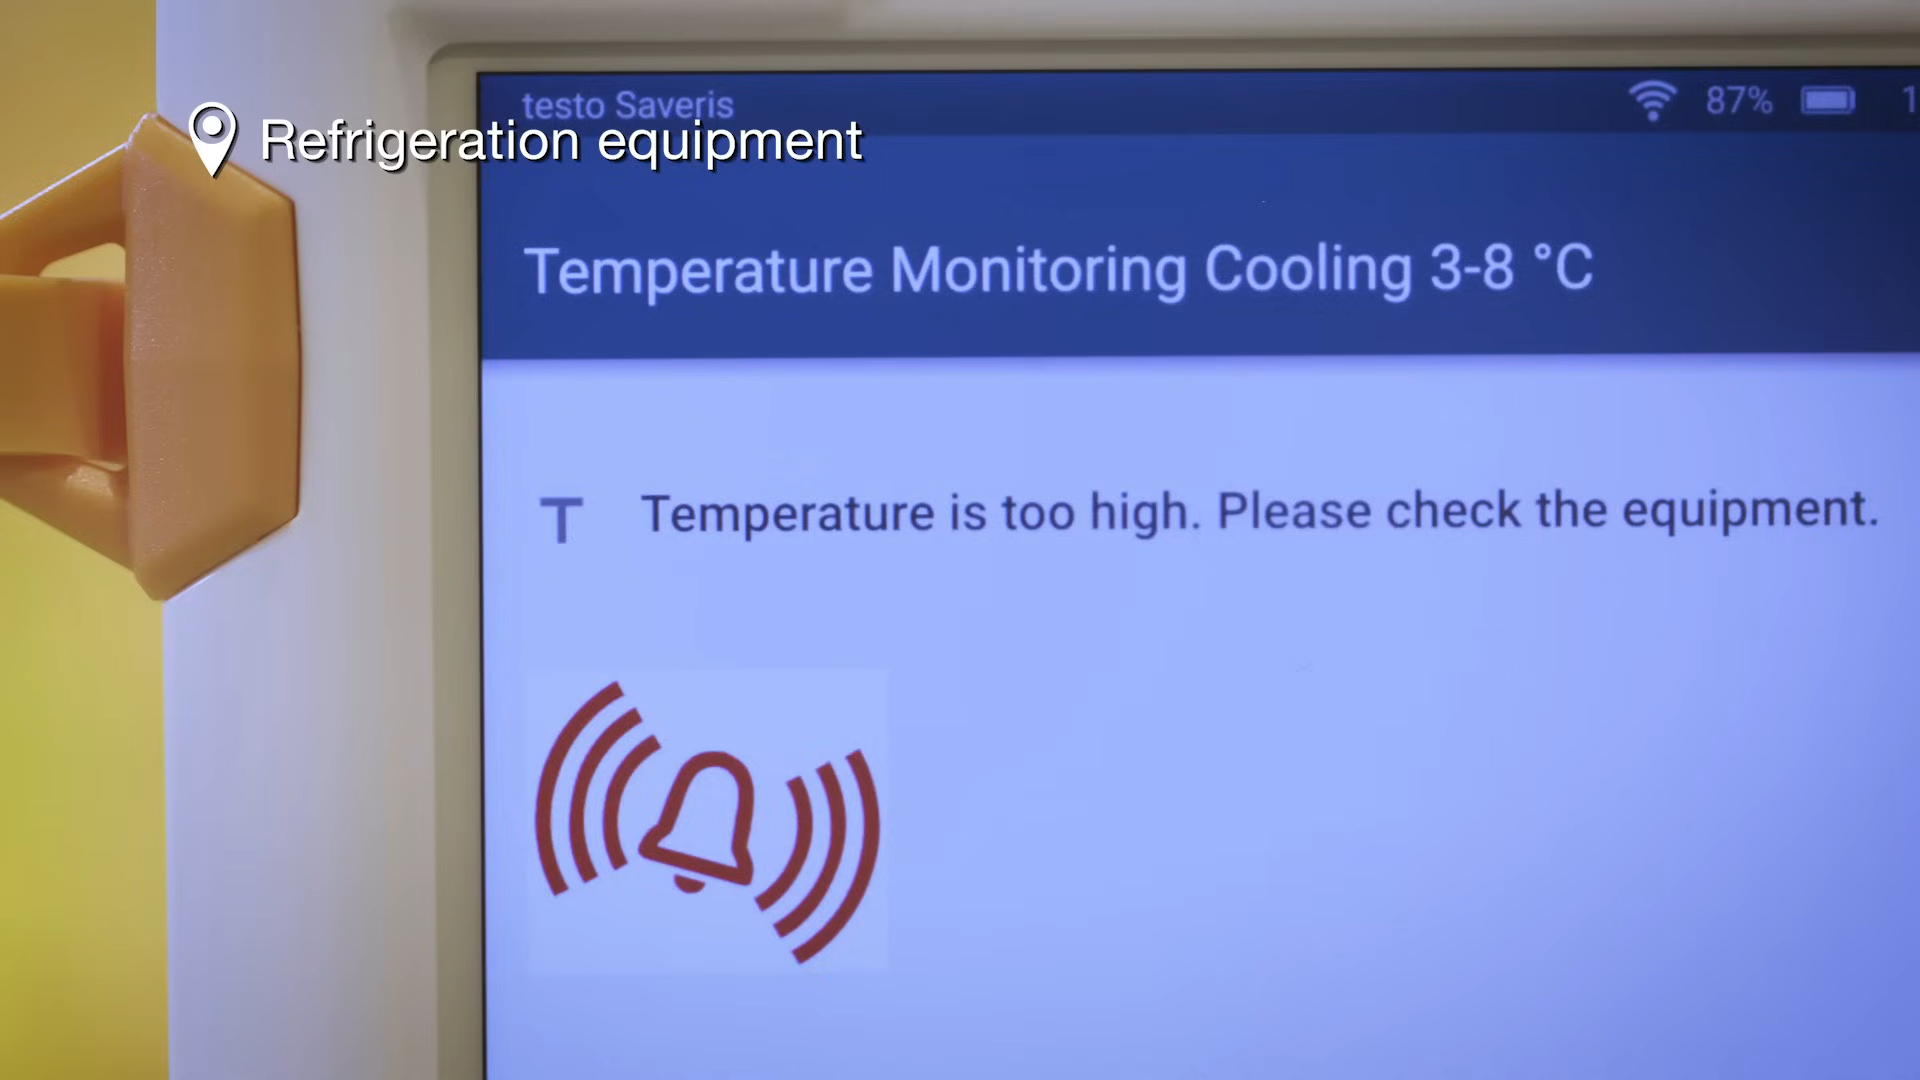 testo Saveris
87%
Refrigeration equipment
Temperature Monitoring Cooling 3-8 °C
T
Temperature is too high. Please check the equipment.